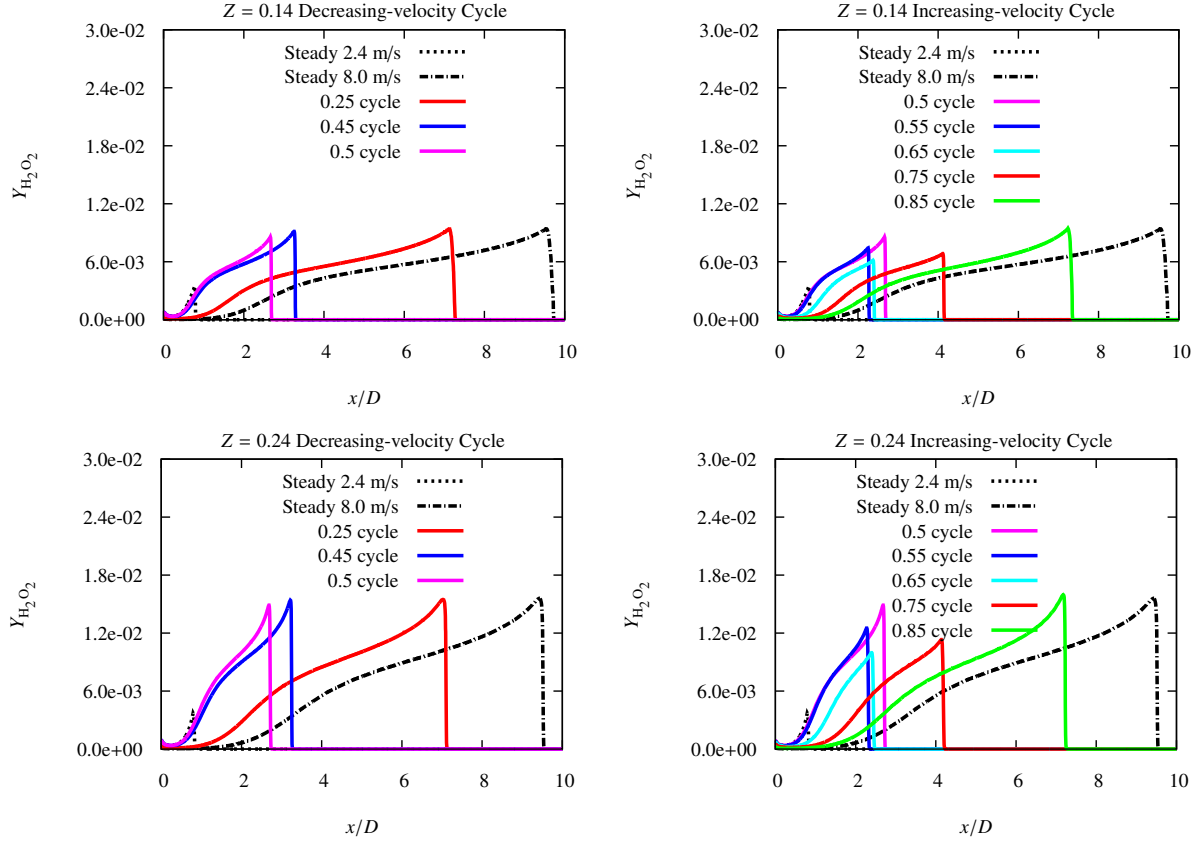 Z = 0.14 Decreasing-velocity Cycle
3.0e-02
2.4e-02
1.8e-02
1.2e-02
6.0e-03
0.0e+00
Y_{H_2O_2}
Steady 2.4 m/s
Steady 8.0 m/s
0.25 cycle
0.45 cycle
0.5 cycle
0 2 4 6 8 10
x/D
Z = 0.14 Increasing-velocity Cycle
3.0e-02
2.4e-02
1.8e-02
1.2e-02
6.0e-03
0.0e+00
Y_{H_2O_2}
Steady 2.4 m/s
Steady 8.0 m/s
0.5 cycle
0.55 cycle
0.65 cycle
0.75 cycle
0.85 cycle
0 2 4 6 8 10
x/D
Z = 0.24 Decreasing-velocity Cycle
3.0e-02
2.4e-02
1.8e-02
1.2e-02
6.0e-03
0.0e+00
Y_{H_2O_2}
Steady 2.4 m/s
Steady 8.0 m/s
0.25 cycle
0.45 cycle
0.5 cycle
0 2 4 6 8 10
x/D
Z = 0.24 Increasing-velocity Cycle
3.0e-02
2.4e-02
1.8e-02
1.2e-02
6.0e-03
0.0e+00
Y_{H_2O_2}
Steady 2.4 m/s
Steady 8.0 m/s
0.5 cycle
0.55 cycle
0.65 cycle
0.75 cycle
0.85 cycle
0 2 4 6 8 10
x/D